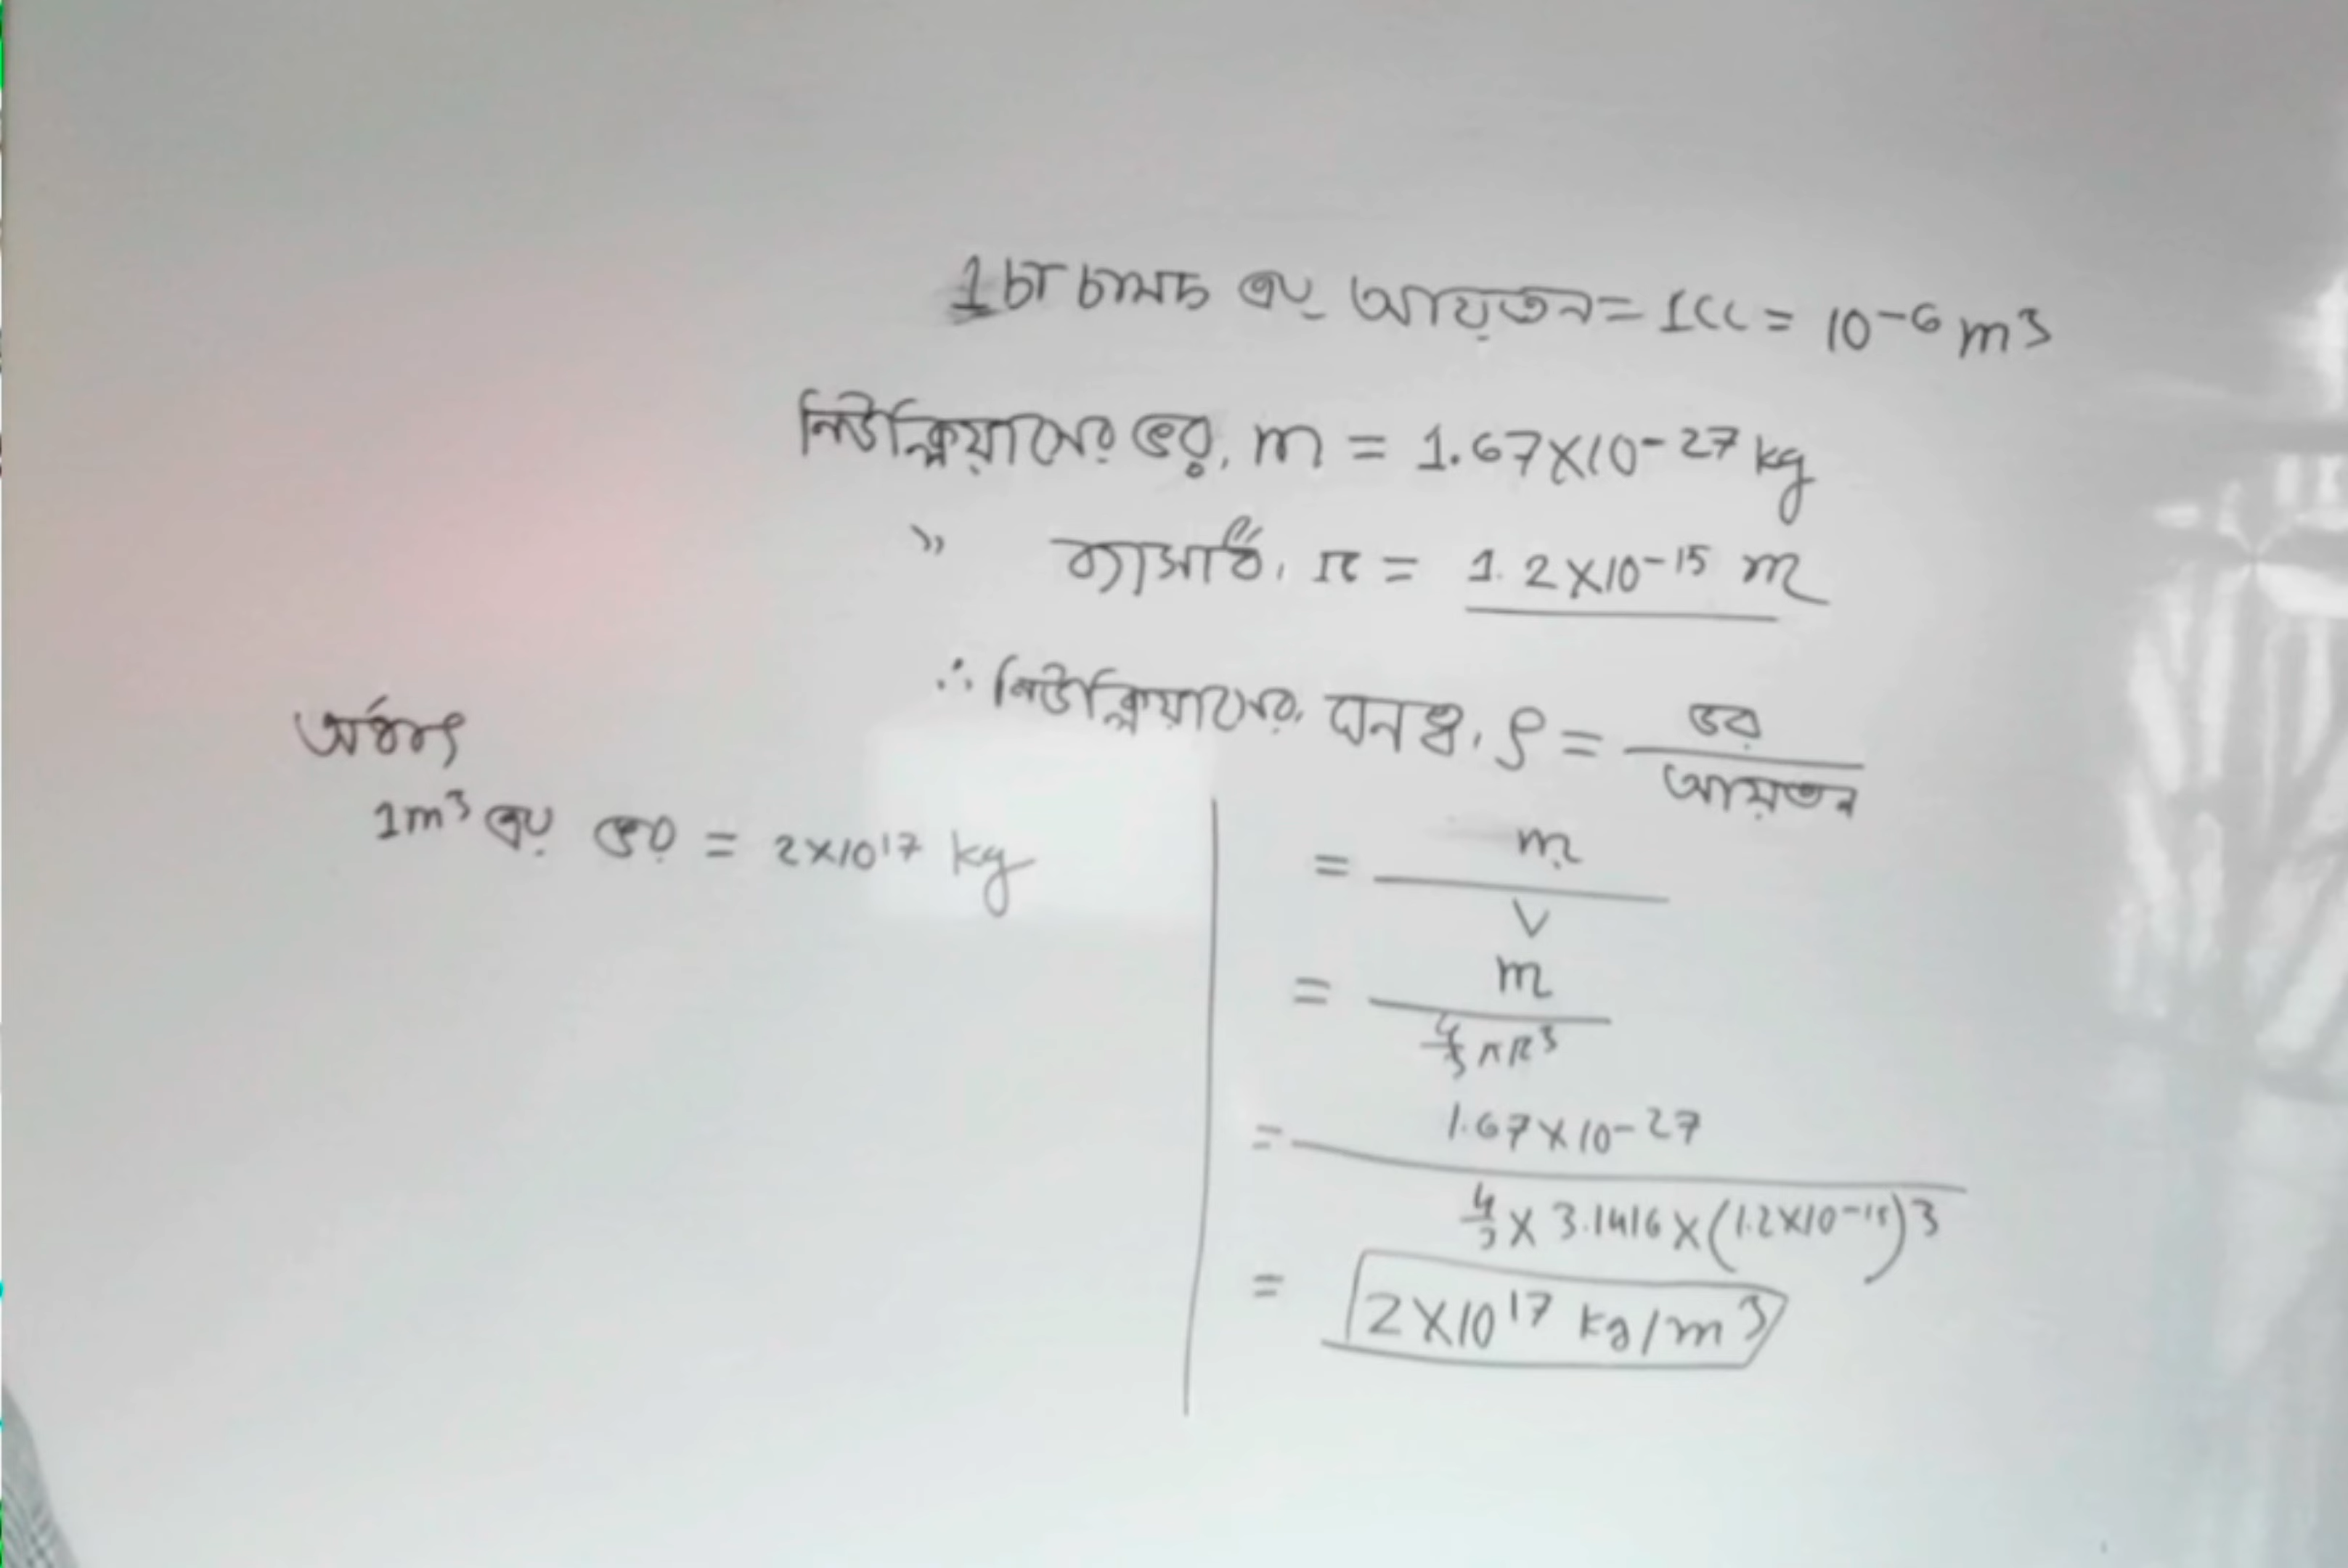 1 চা চামচ এর আয়তন = 1CC = 10⁻⁶ m³
নিউক্লিয়াসের ভর, m = 1.67×10⁻²⁷ kg
" ব্যাসার্ধ, r = 1.2×10⁻¹⁵ m
∴ নিউক্লিয়াসের ঘনত্ব, ρ = ভর / আয়তন
= m / V
= m / 4/3 πR³
= 1.67×10⁻²⁷ / 4/3 × 3.1416 × (1.2×10⁻¹⁵)³
= 2×10¹⁷ kg/m³
অর্থাৎ
1m³ এর ভর = 2×10¹⁷ kg